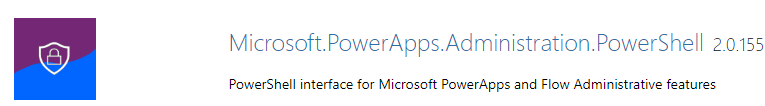 Microsoft.PowerApps.Administration.PowerShell 2.0.155
PowerShell interface for Microsoft PowerApps and Flow Administrative features